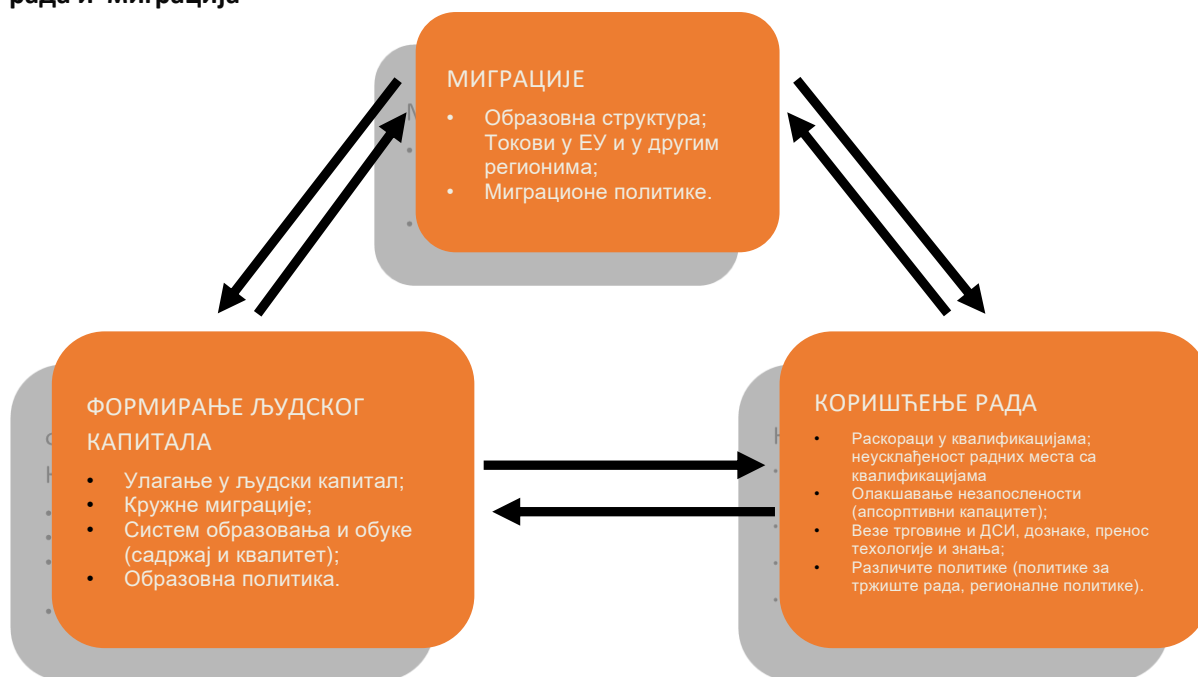 рада и миграција
МИГРАЦИЈЕ
• Образовна структура;
Токови у ЕУ и у другим
регионима;
• Миграционе политике.
ФОРМИРАЊЕ ЉУДСКОГ
КАПИТАЛА
• Улагање у људски капитал;
• Кружне миграције;
• Систем образовања и обуке
(садржај и квалитет);
• Образовна политика.
КОРИШЋЕЊЕ РАДА
• Раскораци у квалификацијама;
неусклађеност радних места са
квалификацијама
• Олакшавање незапослености
(апсорптивни капацитет);
• Везе трговине и ДСИ, дознаке, пренос
техологије и знања;
• Различите политике (политике за
тржиште рада, регионалне политике).